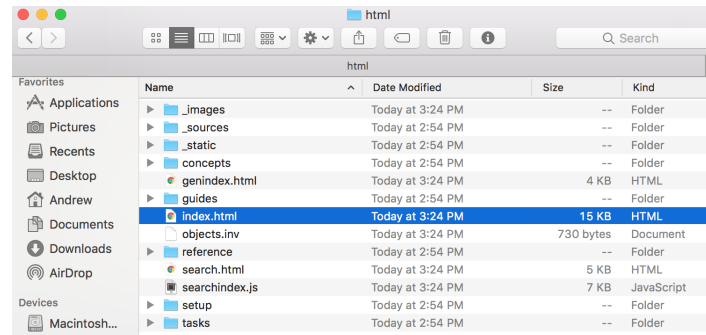 html
Search
html
Favorites
Applications
Pictures
Recents
Desktop
Andrew
Documents
Downloads
AirDrop
Devices
Macintosh...
Name Date Modified Size Kind
_images Today at 3:24 PM -- Folder
_sources Today at 2:54 PM -- Folder
_static Today at 2:54 PM -- Folder
concepts Today at 2:54 PM -- Folder
genindex.html Today at 3:24 PM 4 KB HTML
guides Today at 2:54 PM -- Folder
index.html Today at 3:24 PM 15 KB HTML
objects.inv Today at 3:24 PM 730 bytes Document
reference Today at 2:54 PM -- Folder
search.html Today at 3:24 PM 5 KB HTML
searchindex.js Today at 3:24 PM 7 KB JavaScript
setup Today at 2:54 PM -- Folder
tasks Today at 2:54 PM -- Folder